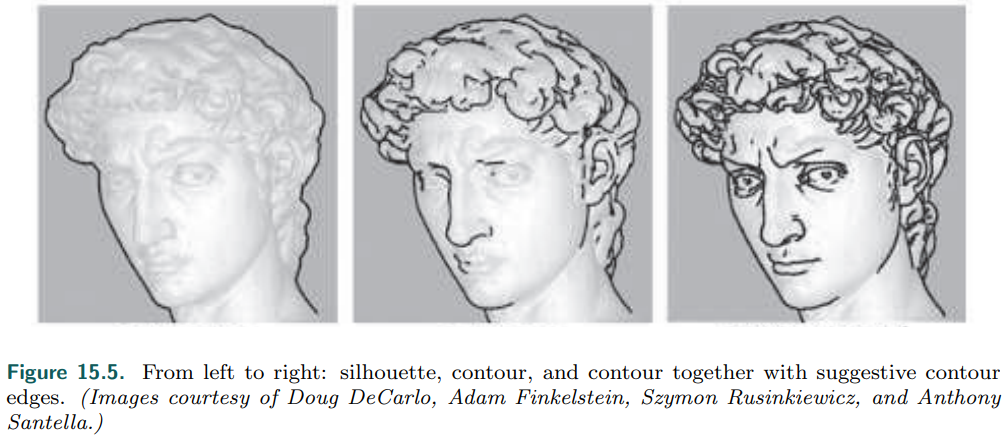 Figure 15.5. From left to right: silhouette, contour, and contour together with suggestive contour
edges. (Images courtesy of Doug DeCarlo, Adam Finkelstein, Szymon Rusinkiewicz, and Anthony
Santella.)